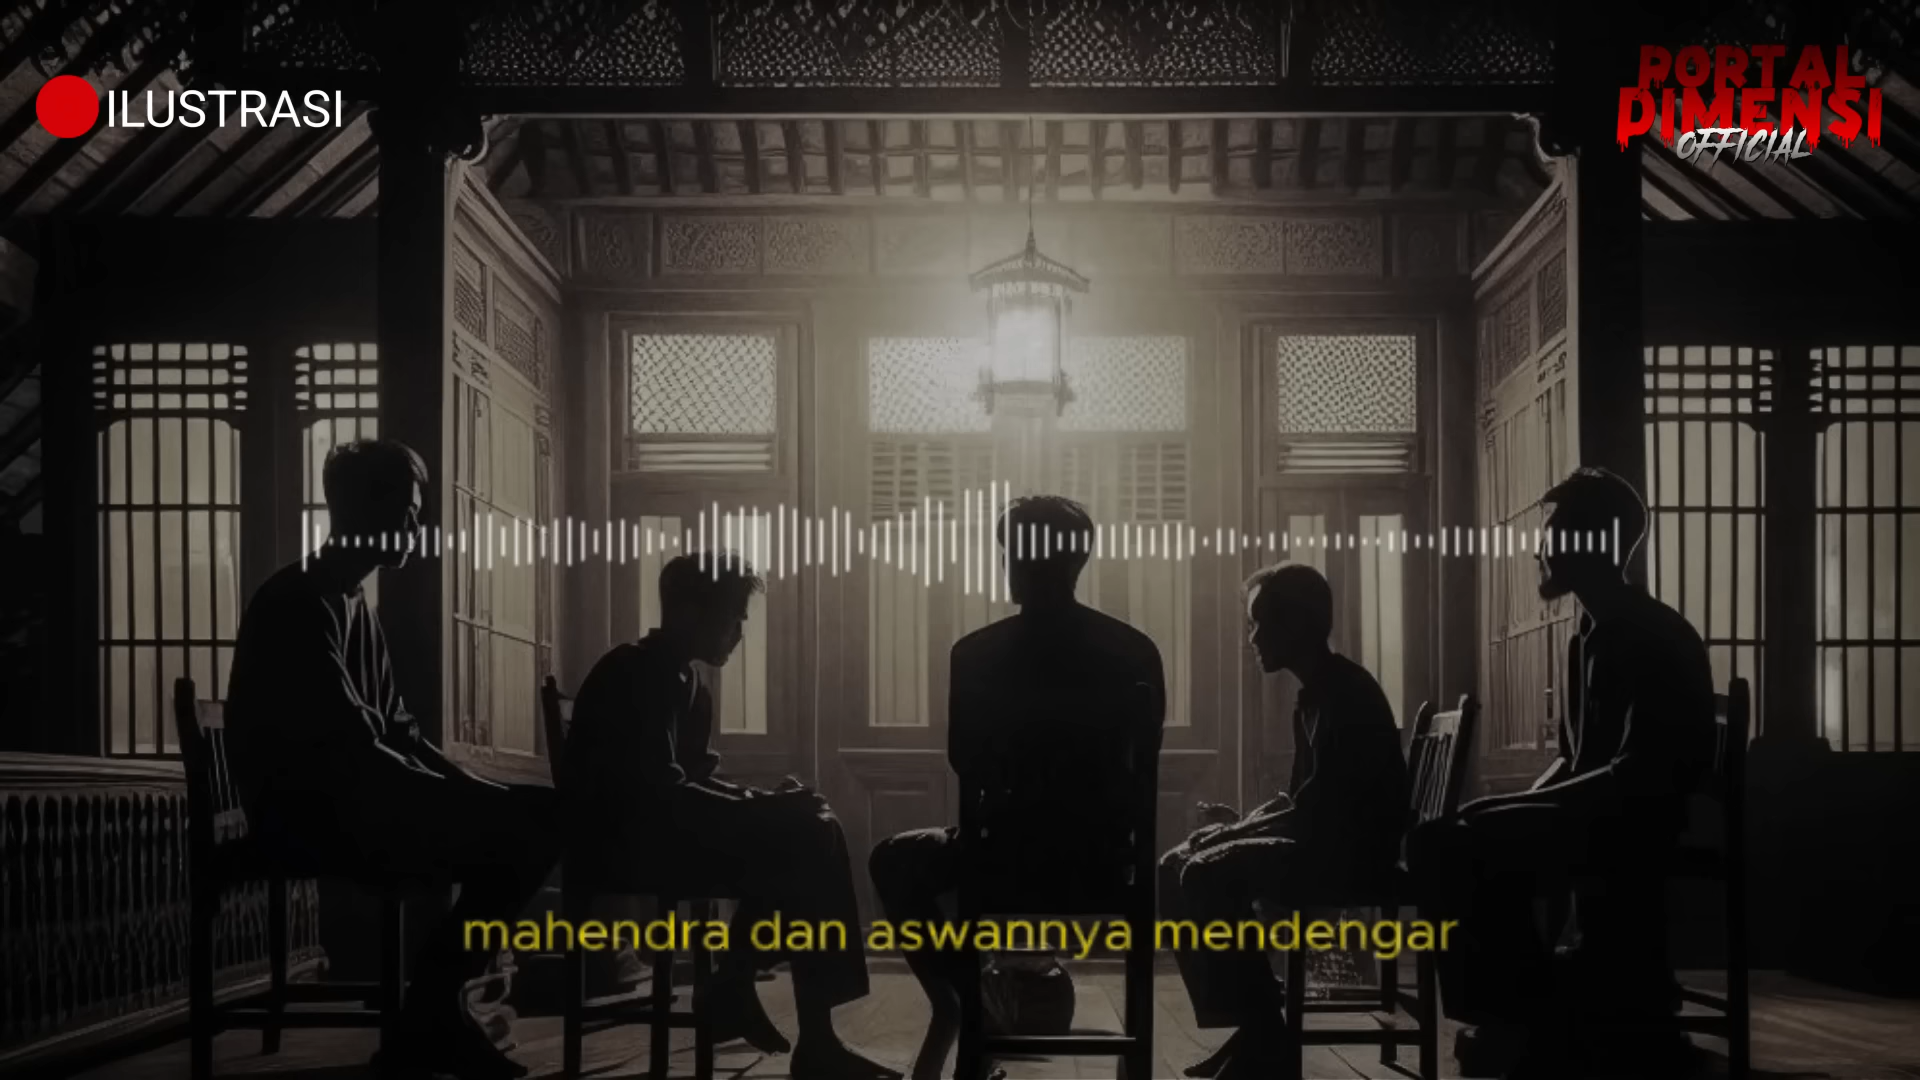 ILUSTRASI
PORTAL
DIMENSI
OFFICIAL
mahendra dan aswannya mendengar